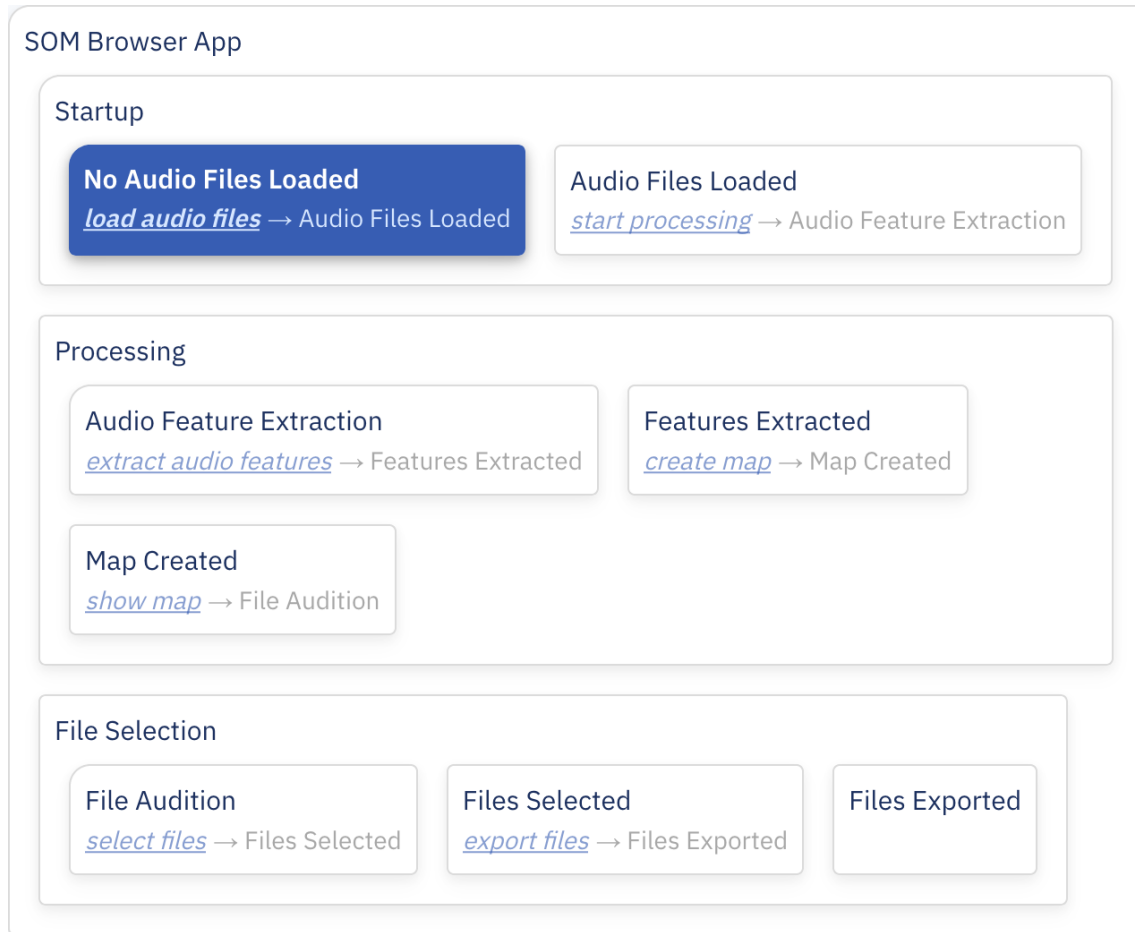 SOM Browser App
Startup
No Audio Files Loaded
load audio files → Audio Files Loaded
Audio Files Loaded
start processing → Audio Feature Extraction
Processing
Audio Feature Extraction
extract audio features → Features Extracted
Features Extracted
create map → Map Created
Map Created
show map → File Audition
File Selection
File Audition
select files → Files Selected
Files Selected
export files → Files Exported
Files Exported